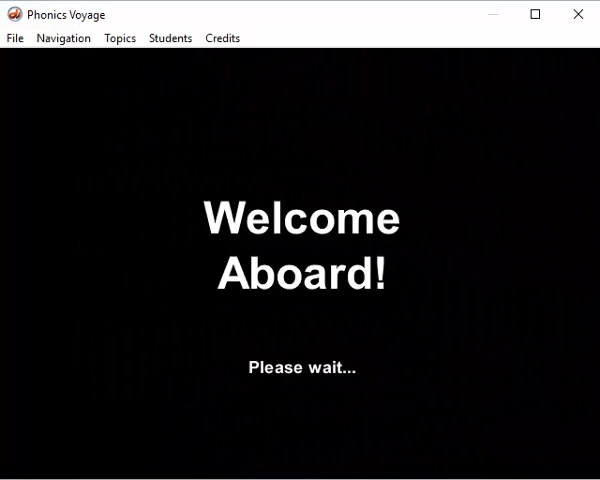 Phonics Voyage
File Navigation Topics Students Credits
Welcome
Aboard!
Please wait...